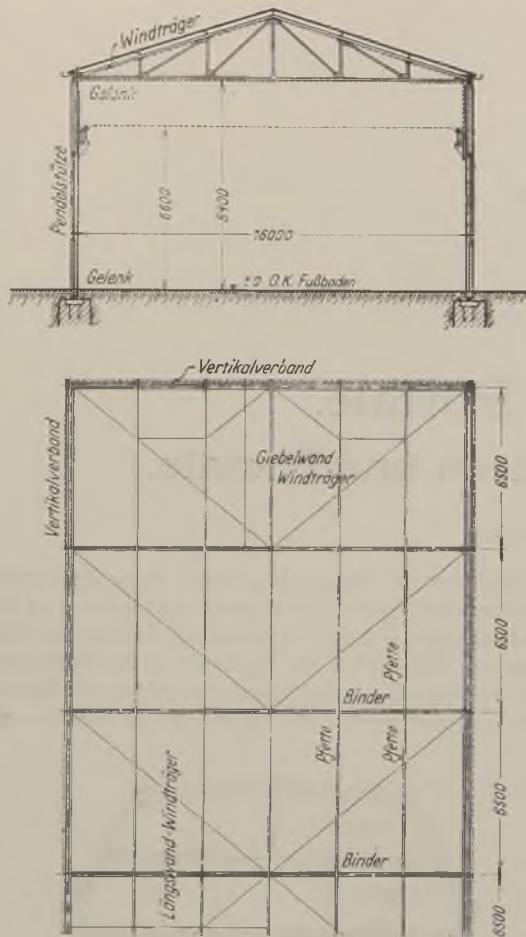 Windträger
Gelenk
Pendelstütze
6600
8400
16000
Gelenk
± 0 O.K. Fußboden
Vertikalverband
Vertikalverband
Giebelwand
Windträger
6500
6500
Pfette
Binder
Pfette
Pfette
6500
Längswand-Windträger
Binder
6500